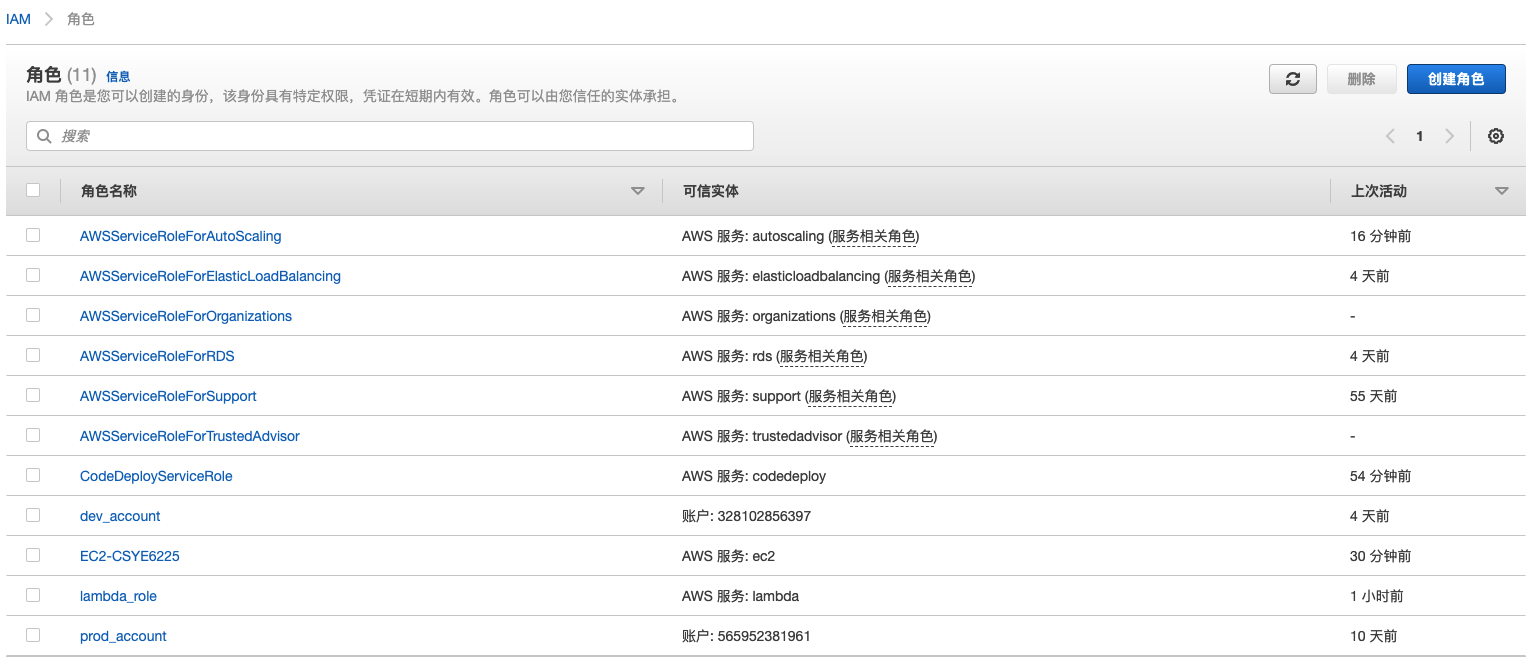 IAM 角色
角色 (11) 信息
IAM 角色是您可以创建的身份，该身份具有特定权限，凭证在短期内有效。角色可以由您信任的实体承担。
删除 创建角色
搜索
1
角色名称 可信实体 上次活动
AWSServiceRoleForAutoScaling AWS 服务: autoscaling (服务相关角色) 16 分钟前
AWSServiceRoleForElasticLoadBalancing AWS 服务: elasticloadbalancing (服务相关角色) 4 天前
AWSServiceRoleForOrganizations AWS 服务: organizations (服务相关角色) -
AWSServiceRoleForRDS AWS 服务: rds (服务相关角色) 4 天前
AWSServiceRoleForSupport AWS 服务: support (服务相关角色) 55 天前
AWSServiceRoleForTrustedAdvisor AWS 服务: trustedadvisor (服务相关角色) -
CodeDeployServiceRole AWS 服务: codedeploy 54 分钟前
dev_account 账户: 328102856397 4 天前
EC2-CSYE6225 AWS 服务: ec2 30 分钟前
lambda_role AWS 服务: lambda 1 小时前
prod_account 账户: 565952381961 10 天前